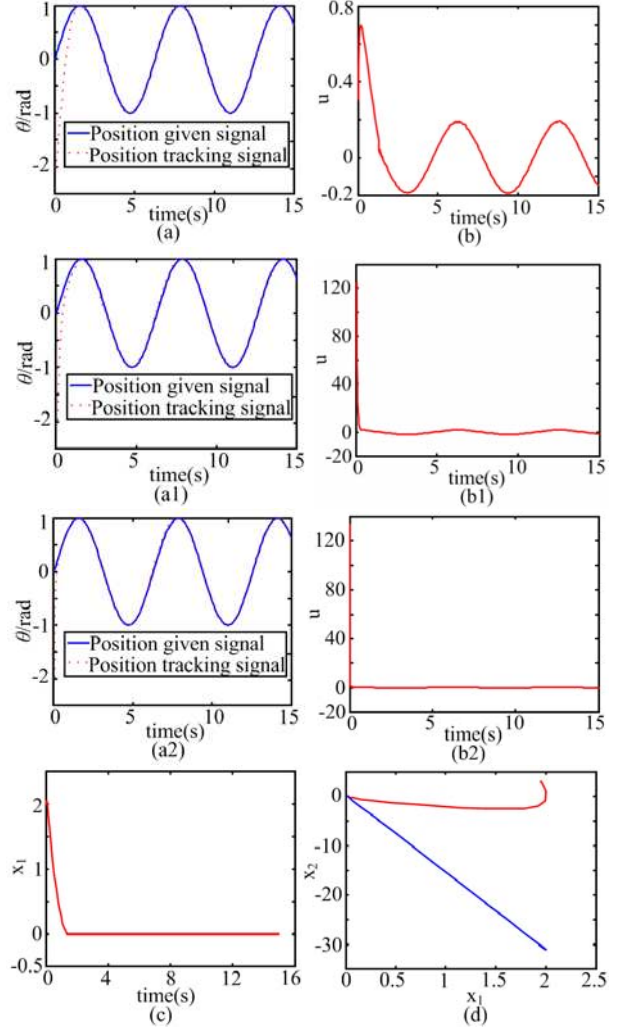 1
0
-1
-2
θ/rad
Position given signal
Position tracking signal
0 5 10 15
time(s)
(a)
0.8
0.4
0
-0.2
u
0 5 10 15
time(s)
(b)
1
0
-1
-2
θ/rad
Position given signal
Position tracking signal
0 5 10 15
time(s)
(a1)
120
80
40
0
-20
u
0 5 10 15
time(s)
(b1)
1
0
-1
-2
θ/rad
Position given signal
Position tracking signal
0 5 10 15
time(s)
(a2)
120
80
40
0
-20
u
0 5 10 15
time(s)
(b2)
2
1
0
-0.5
x₁
0 4 8 12 16
time(s)
(c)
0
-10
-20
-30
x₂
0 0.5 1 1.5 2 2.5
x₁
(d)